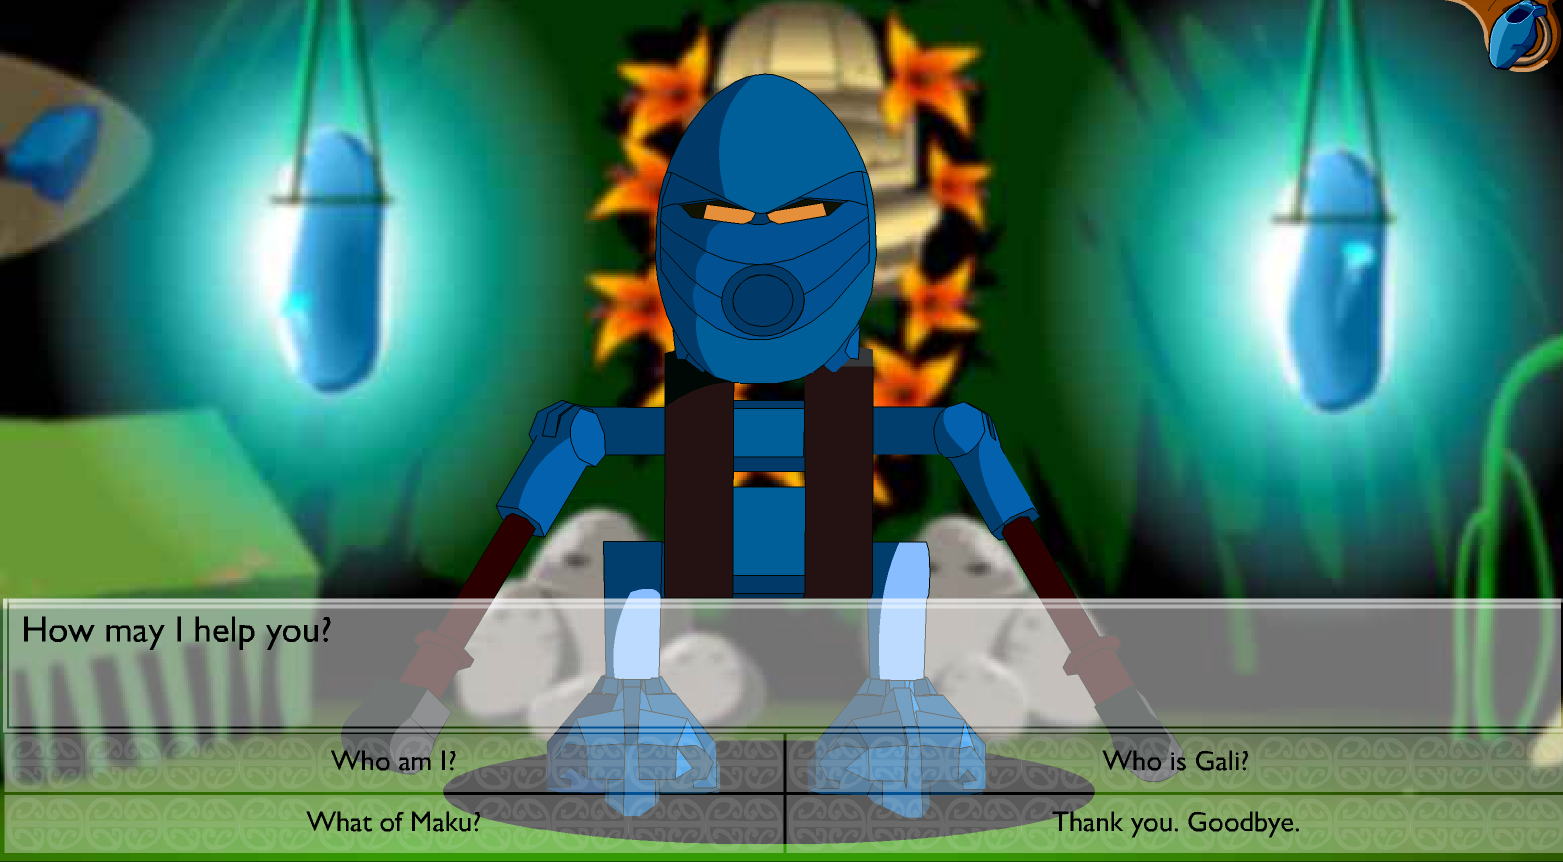 How may I help you?
Who am I?
Who is Gali?
What of Maku?
Thank you. Goodbye.